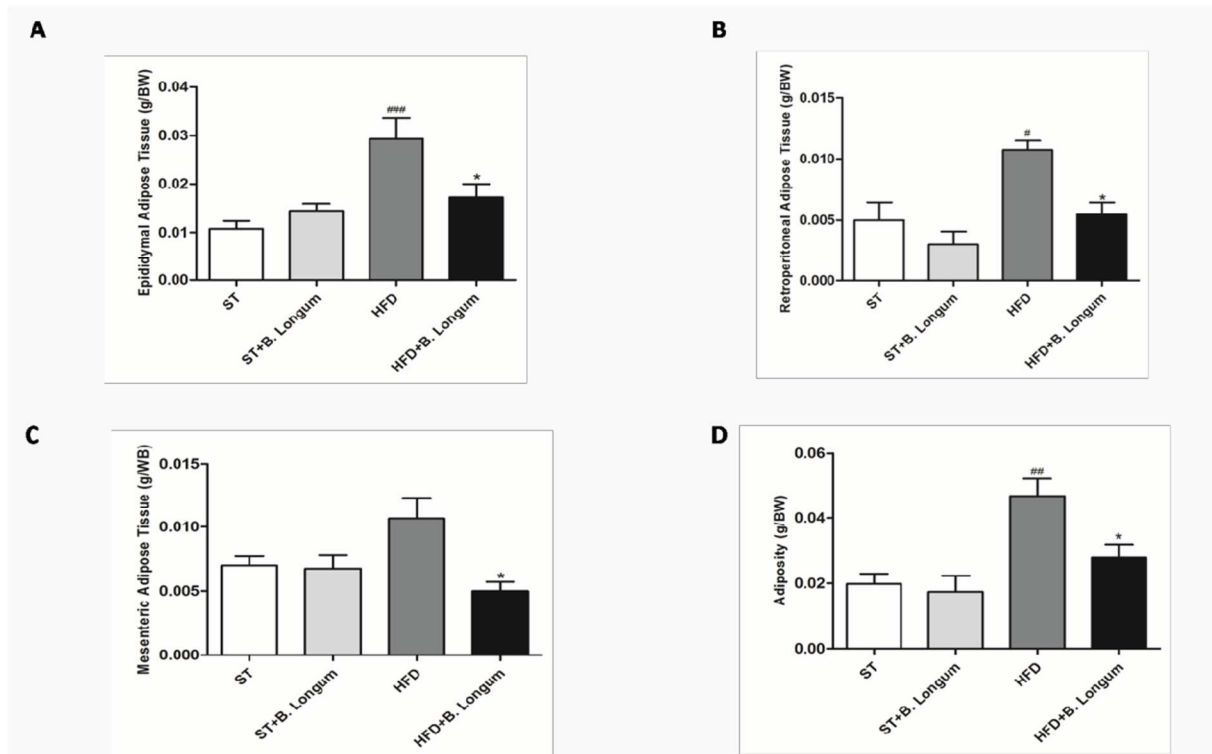 A
Epididymal Adipose Tissue (g/BW)
0.04
0.03
0.02
0.01
0.00
###
*
ST
ST+B. Longum
HFD
HFD+B. Longum
B
Retroperitoneal Adipose Tissue (g/BW)
0.015
0.010
0.005
0.000
#
*
ST
ST+B. Longum
HFD
HFD+B. Longum
C
Mesenteric Adipose Tissue (g/WB)
0.015
0.010
0.005
0.000
*
ST
ST+B. Longum
HFD
HFD+B. Longum
D
Adiposity (g/BW)
0.06
0.04
0.02
0.00
##
*
ST
ST+B. Longum
HFD
HFD+B. Longum